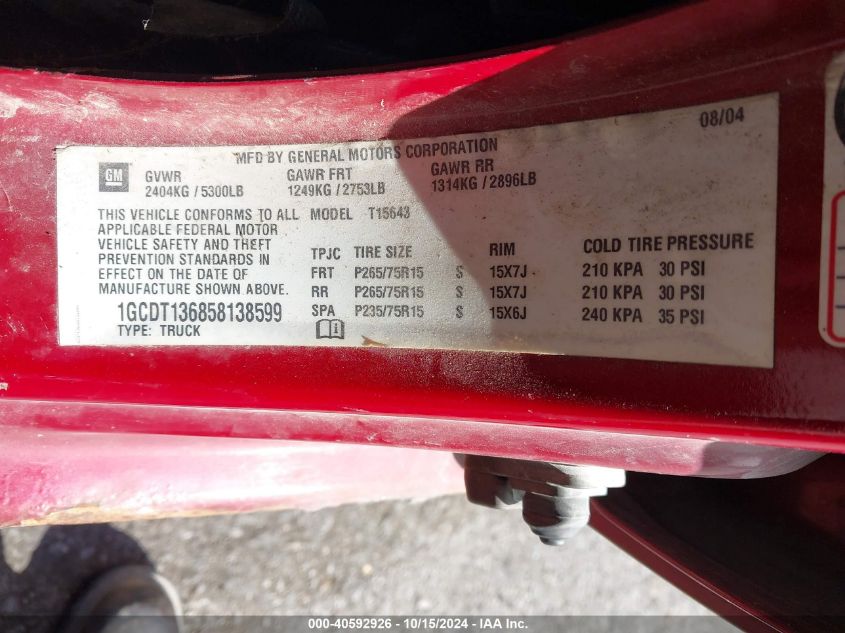 08/04
MFD BY GENERAL MOTORS CORPORATION
GM GVWR GAWR FRT GAWR RR
2404KG / 5300LB 1249KG / 2753LB 1314KG / 2896LB
THIS VEHICLE CONFORMS TO ALL MODEL T15643
APPLICABLE FEDERAL MOTOR
VEHICLE SAFETY AND THEFT
PREVENTION STANDARDS IN TPJC TIRE SIZE RIM COLD TIRE PRESSURE
EFFECT ON THE DATE OF FRT P265/75R15 S 15X7J 210 KPA 30 PSI
MANUFACTURE SHOWN ABOVE. RR P265/75R15 S 15X7J 210 KPA 30 PSI
1GCDT136858138599 SPA P235/75R15 S 15X6J 240 KPA 35 PSI
TYPE: TRUCK
000-40592926 - 10/15/2024 - IAA Inc.